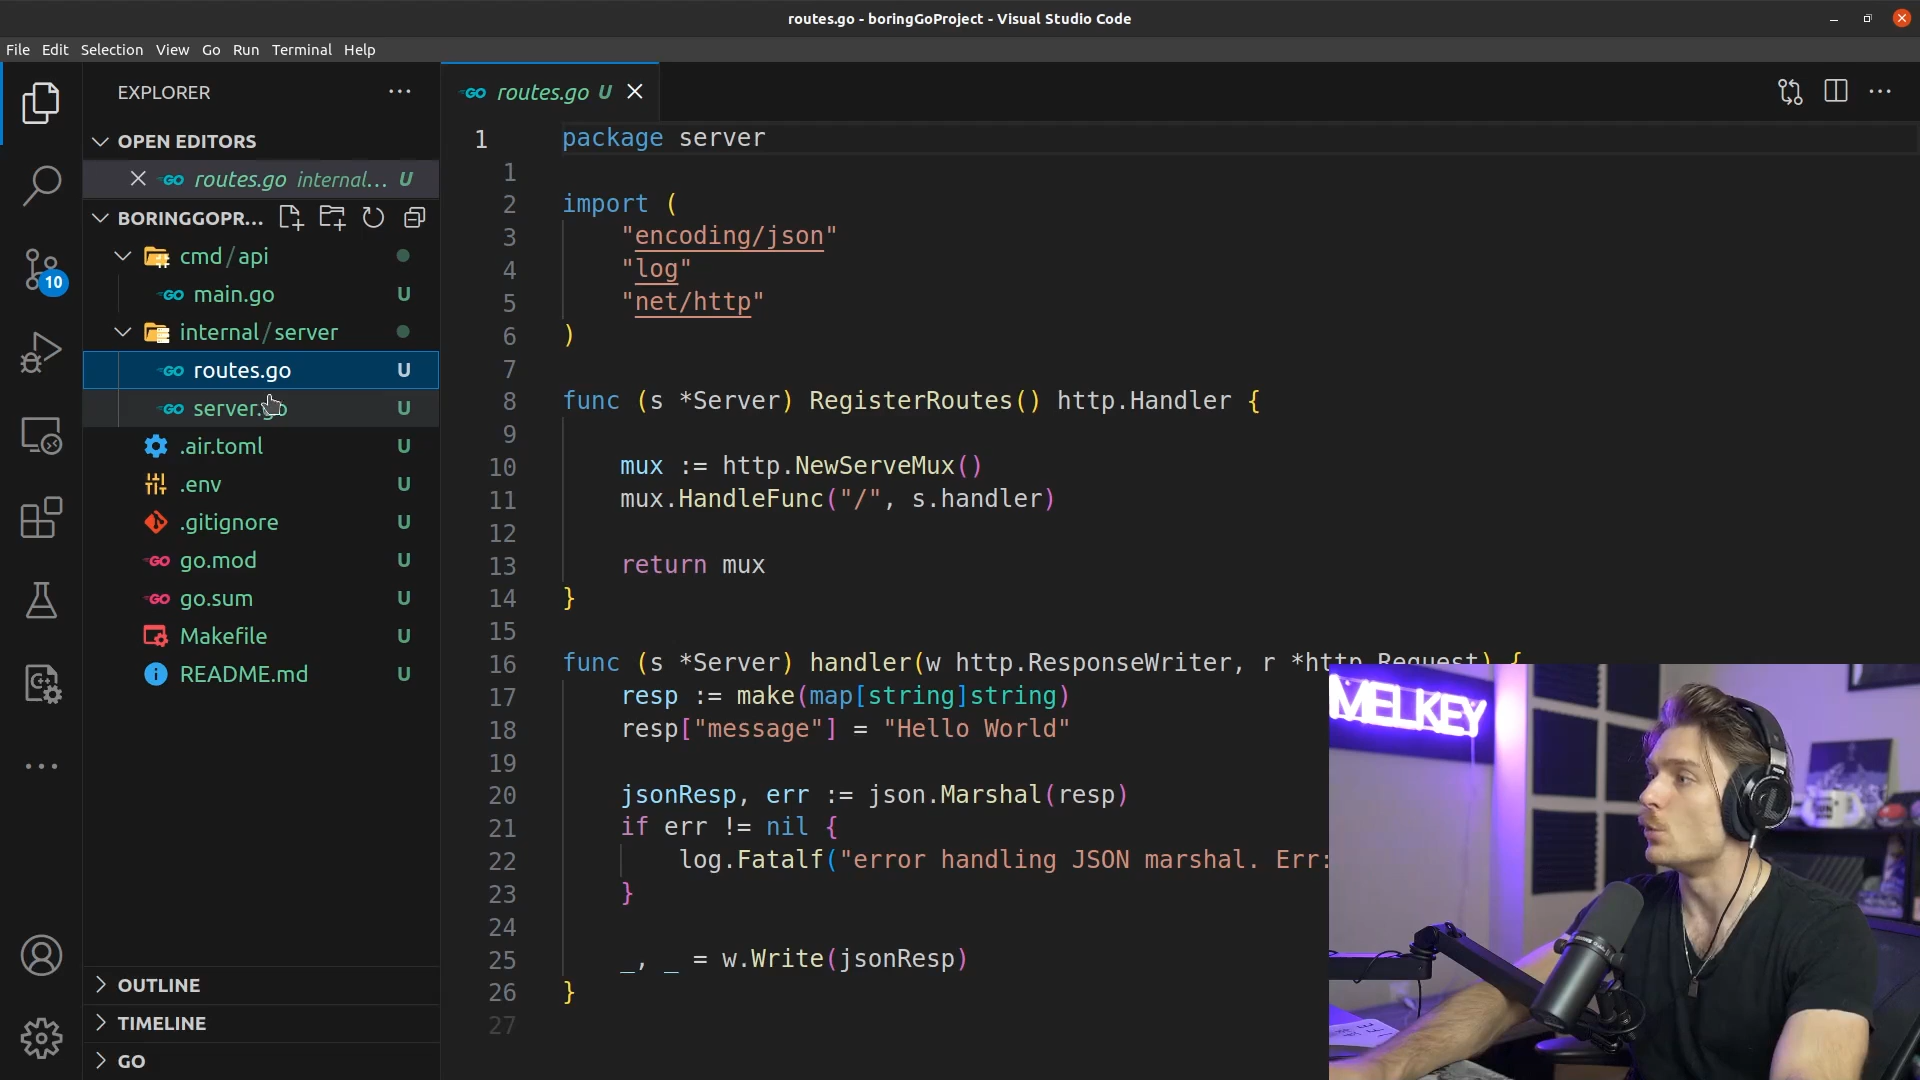 routes.go - boringGoProject - Visual Studio Code
File Edit Selection View Go Run Terminal Help
EXPLORER
OPEN EDITORS
routes.go internal... U
BORINGGOPR...
cmd/api
main.go U
internal/server
routes.go U
server.go U
.air.toml U
.env U
.gitignore U
go.mod U
go.sum U
Makefile U
README.md U
OUTLINE
TIMELINE
GO
10
routes.go U
1 package server
1
2 import (
3 "encoding/json"
4 "log"
5 "net/http"
6 )
7
8 func (s *Server) RegisterRoutes() http.Handler {
9
10 mux := http.NewServeMux()
11 mux.HandleFunc("/", s.handler)
12
13 return mux
14 }
15
16 func (s *Server) handler(w http.ResponseWriter, r *http.Request) {
17 resp := make(map[string]string)
18 resp["message"] = "Hello World"
19
20 jsonResp, err := json.Marshal(resp)
21 if err != nil {
22 log.Fatalf("error handling JSON marshal. Err:
23 }
24
25 _, _ = w.Write(jsonResp)
26 }
27
MELKEY